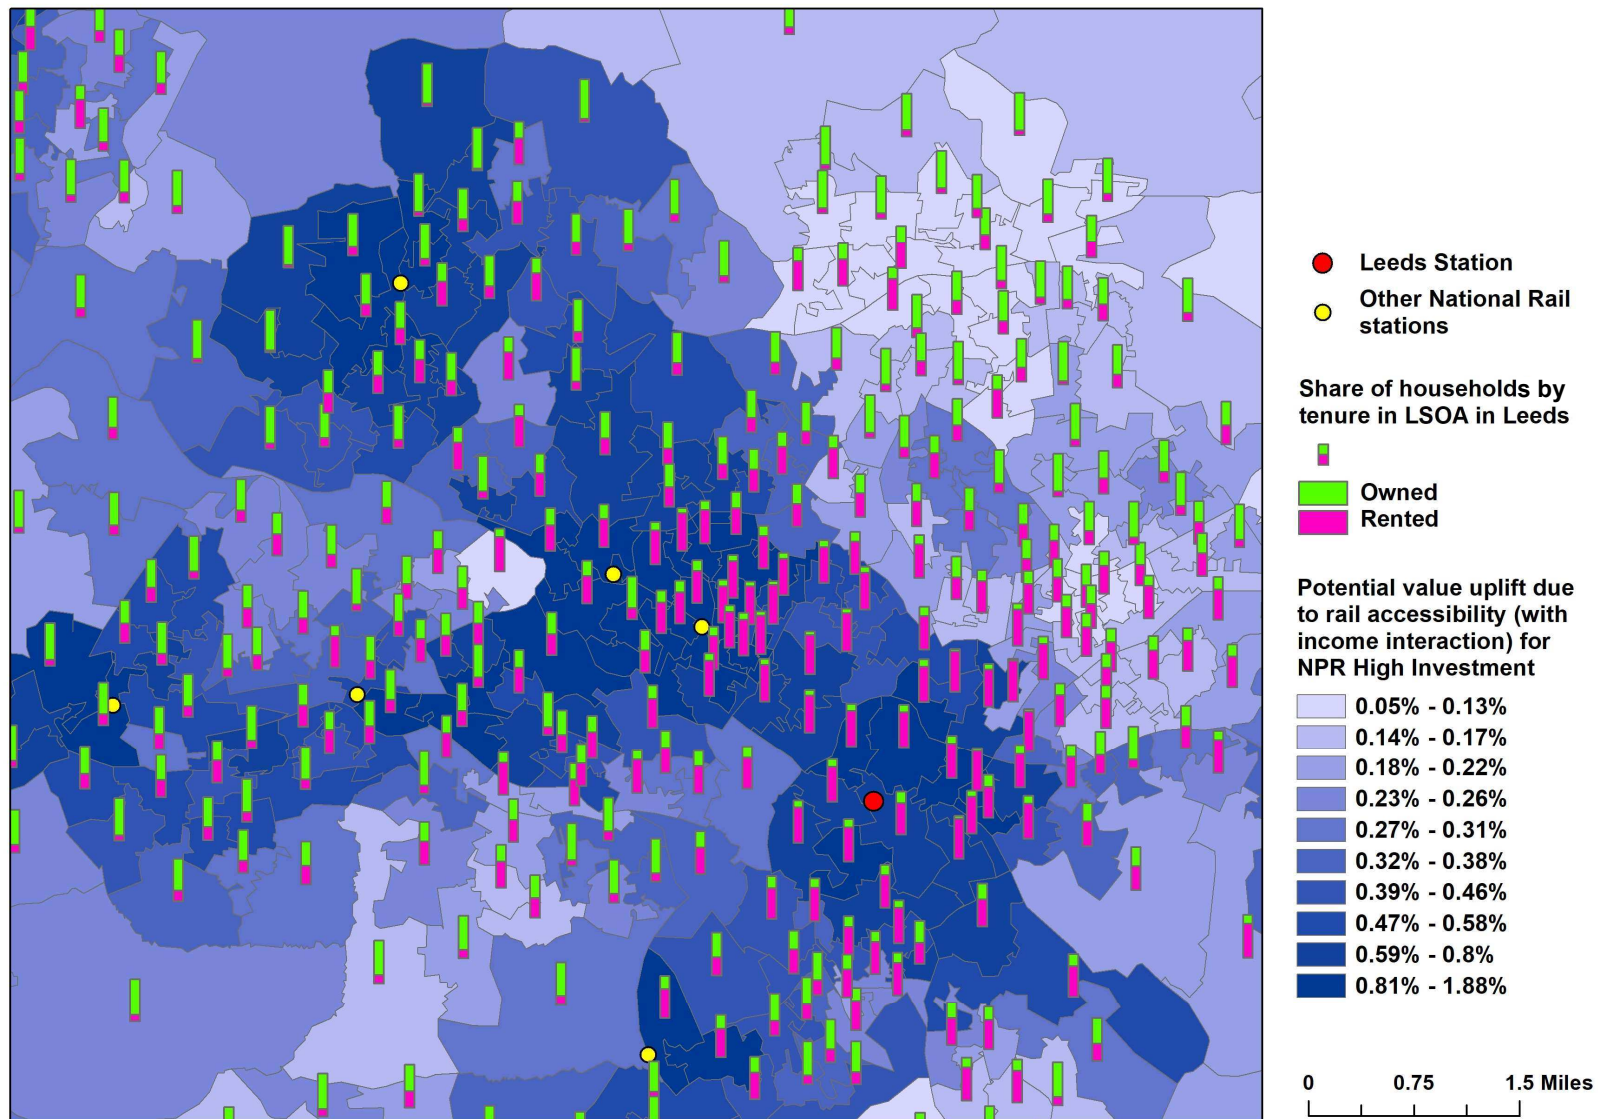 Leeds Station
Other National Rail
stations
Share of households by
tenure in LSOA in Leeds
Owned
Rented
Potential value uplift due
to rail accessibility (with
income interaction) for
NPR High Investment
0.05% - 0.13%
0.14% - 0.17%
0.18% - 0.22%
0.23% - 0.26%
0.27% - 0.31%
0.32% - 0.38%
0.39% - 0.46%
0.47% - 0.58%
0.59% - 0.8%
0.81% - 1.88%
0 0.75 1.5 Miles